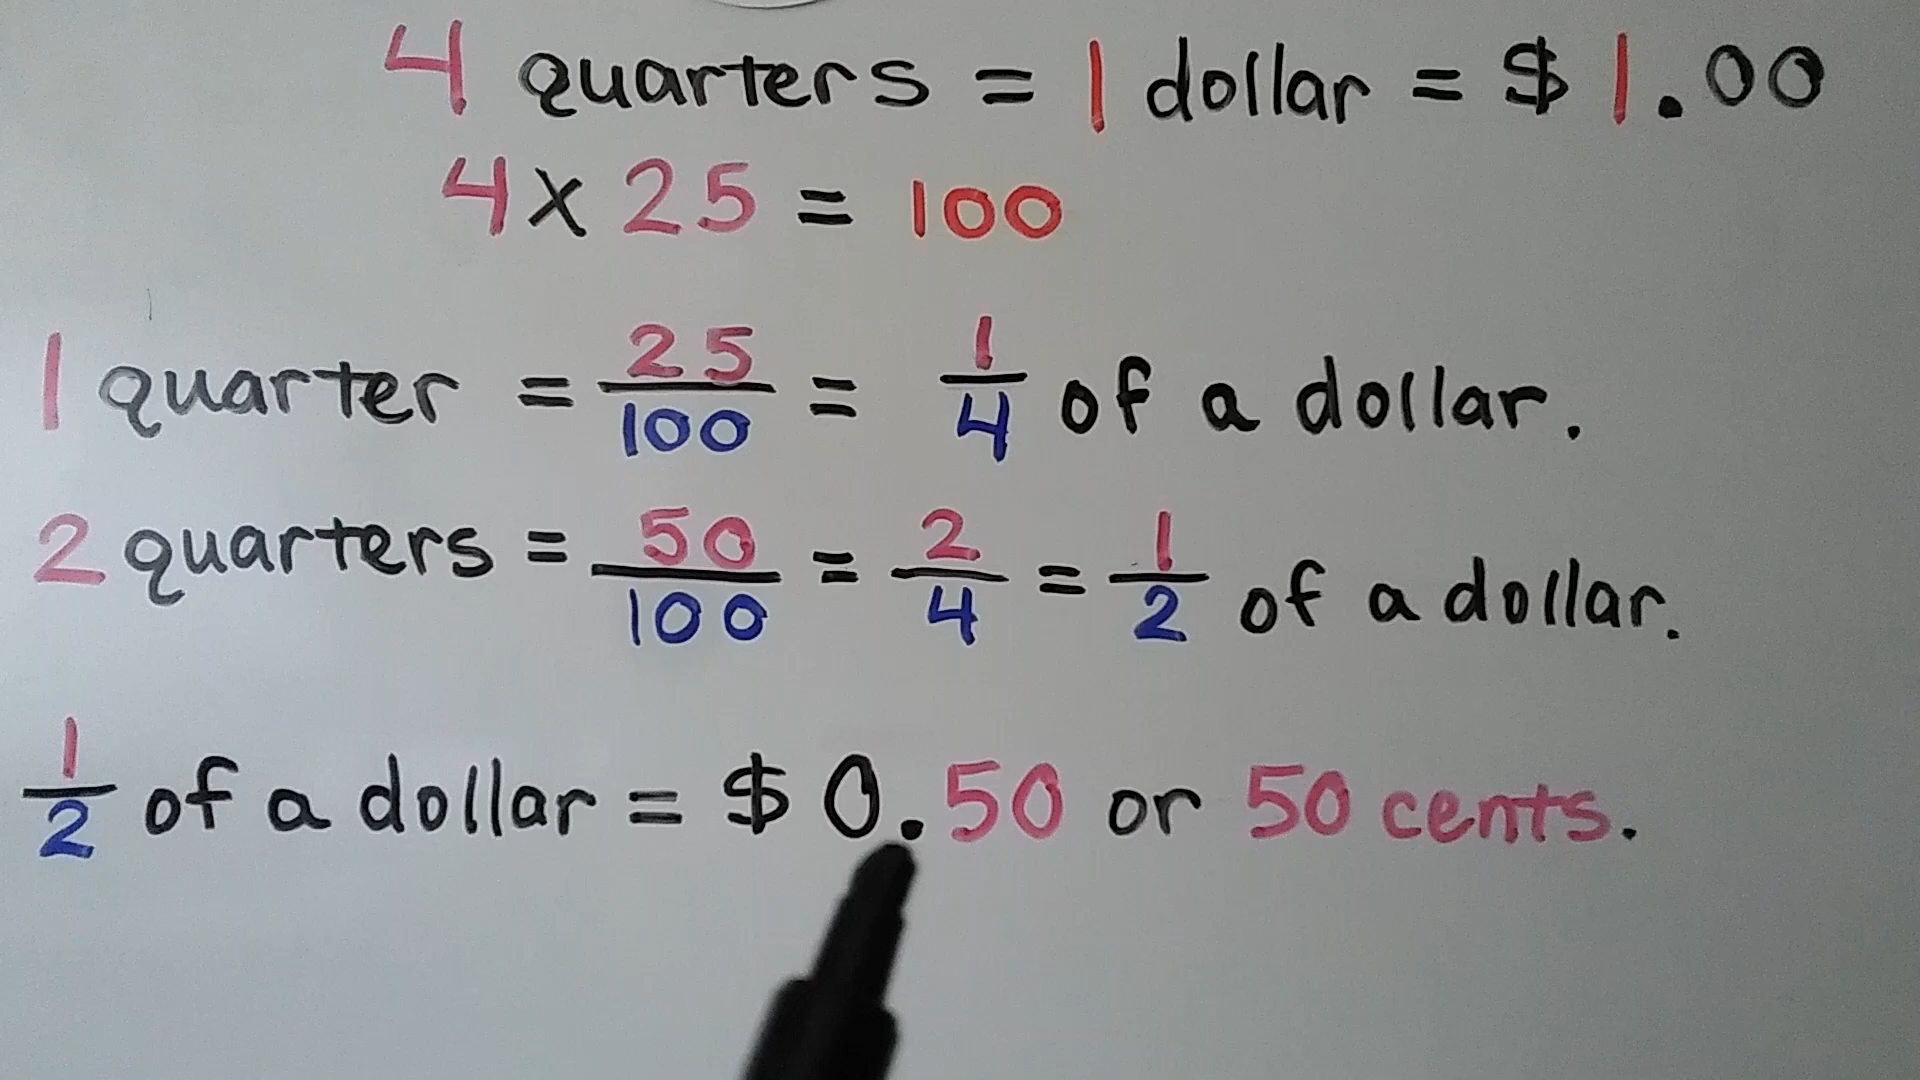 4 quarters = 1 dollar = $1.00
4 x 25 = 100
1 quarter = 25/100 = 1/4 of a dollar.
2 quarters = 50/100 = 2/4 = 1/2 of a dollar.
1/2 of a dollar = $0.50 or 50 cents.